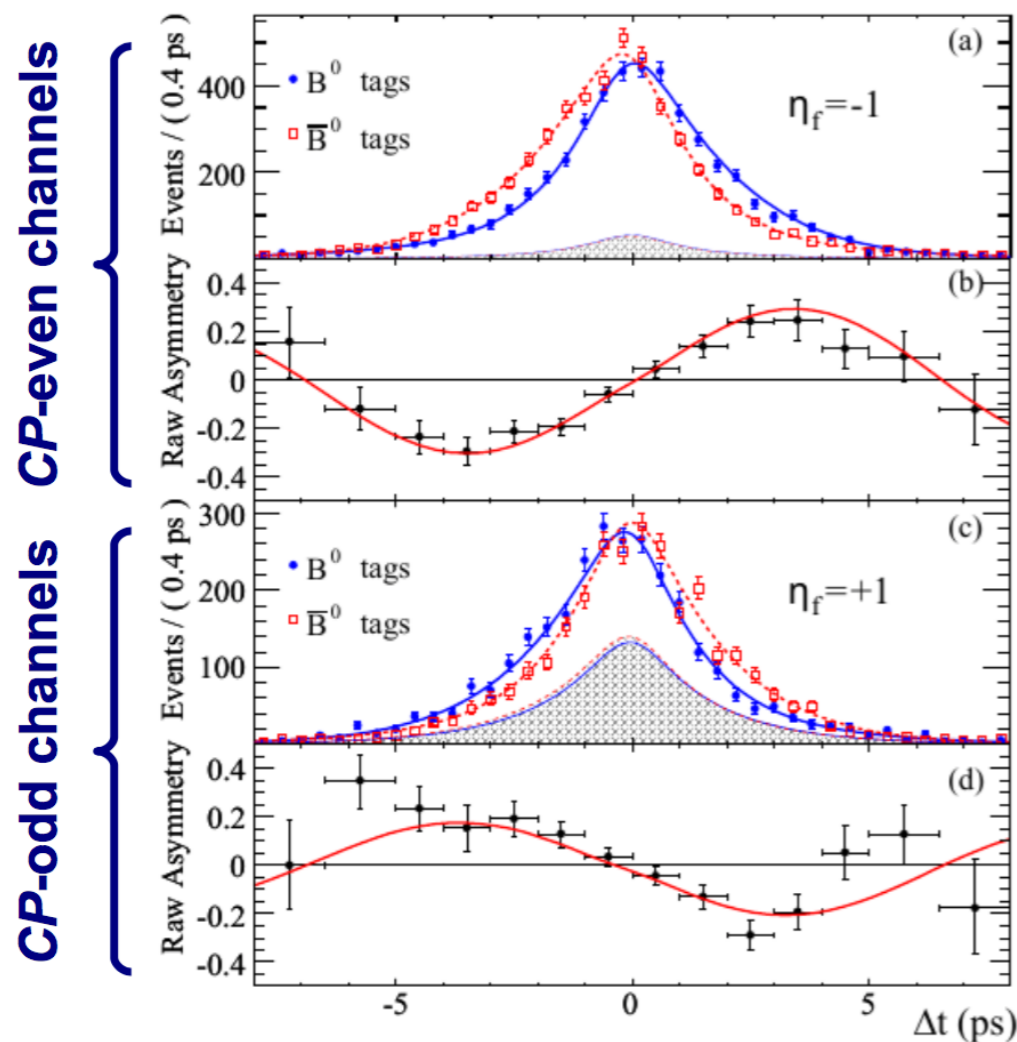 CP-even channels
Events / (0.4 ps)
400
200
B⁰ tags
B̅⁰ tags
(a)
η_f=-1
Raw Asymmetry
0.4
0.2
0
-0.2
-0.4
(b)
CP-odd channels
Events / ( 0.4 ps)
300
200
100
B⁰ tags
B̅⁰ tags
(c)
η_f=+1
Raw Asymmetry
0.4
0.2
0
-0.2
-0.4
(d)
-5 0 5
Δt (ps)